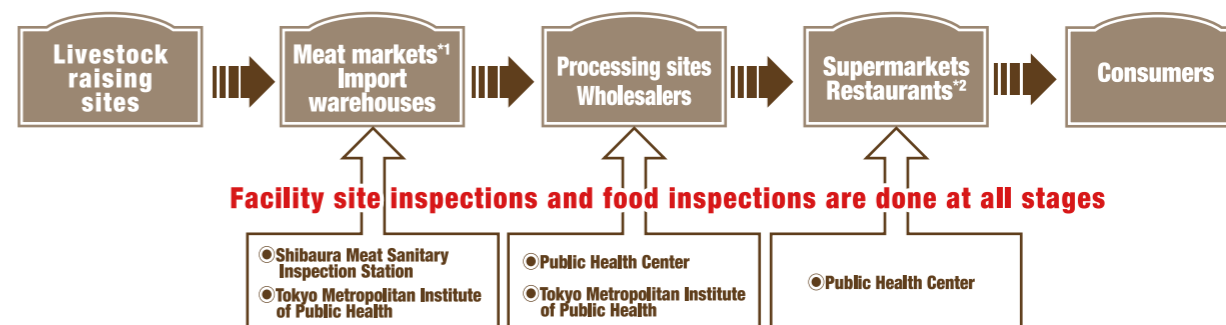 Livestock
raising
sites
Meat markets*1
Import
warehouses
Processing sites
Wholesalers
Supermarkets
Restaurants*2
Consumers
Facility site inspections and food inspections are done at all stages
◉Shibaura Meat Sanitary
Inspection Station
◉Tokyo Metropolitan Institute
of Public Health
◉Public Health Center
◉Tokyo Metropolitan Institute
of Public Health
◉Public Health Center